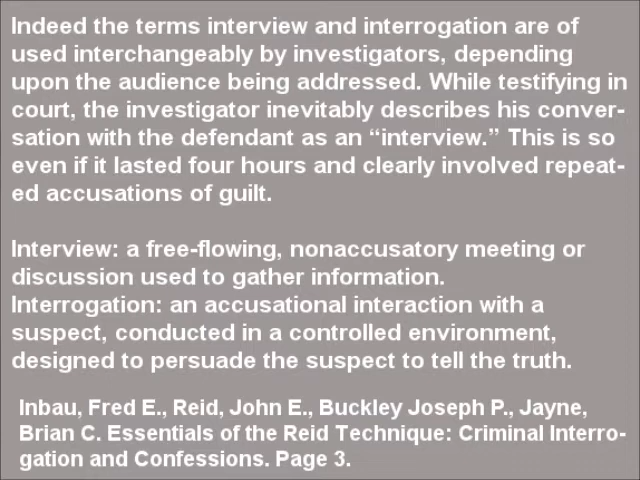 Indeed the terms interview and interrogation are of
used interchangeably by investigators, depending
upon the audience being addressed. While testifying in
court, the investigator inevitably describes his conver-
sation with the defendant as an “interview.” This is so
even if it lasted four hours and clearly involved repeat-
ed accusations of guilt.
Interview: a free-flowing, nonaccusatory meeting or
discussion used to gather information.
Interrogation: an accusational interaction with a
suspect, conducted in a controlled environment,
designed to persuade the suspect to tell the truth.
Inbau, Fred E., Reid, John E., Buckley Joseph P., Jayne,
Brian C. Essentials of the Reid Technique: Criminal Interro-
gation and Confessions. Page 3.